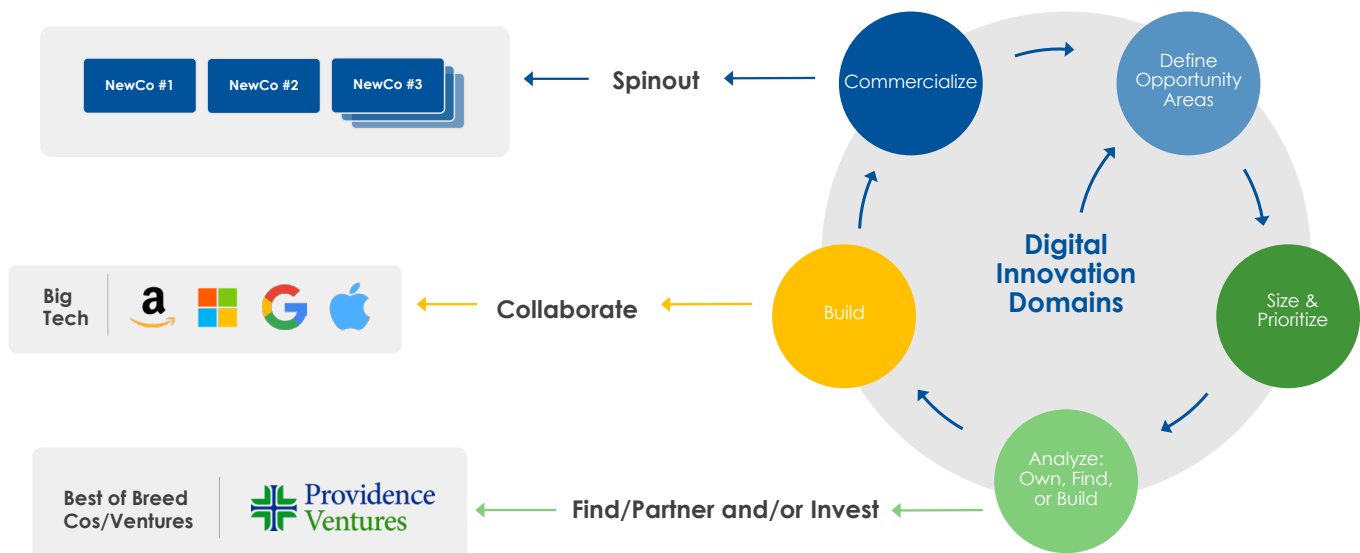 NewCo #1
NewCo #2
NewCo #3
Spinout
Commercialize
Define
Opportunity
Areas
Digital
Innovation
Domains
Big
Tech
a
G
Collaborate
Build
Size &
Prioritize
Best of Breed
Cos/Ventures
Providence
Ventures
Find/Partner and/or Invest
Analyze:
Own, Find,
or Build